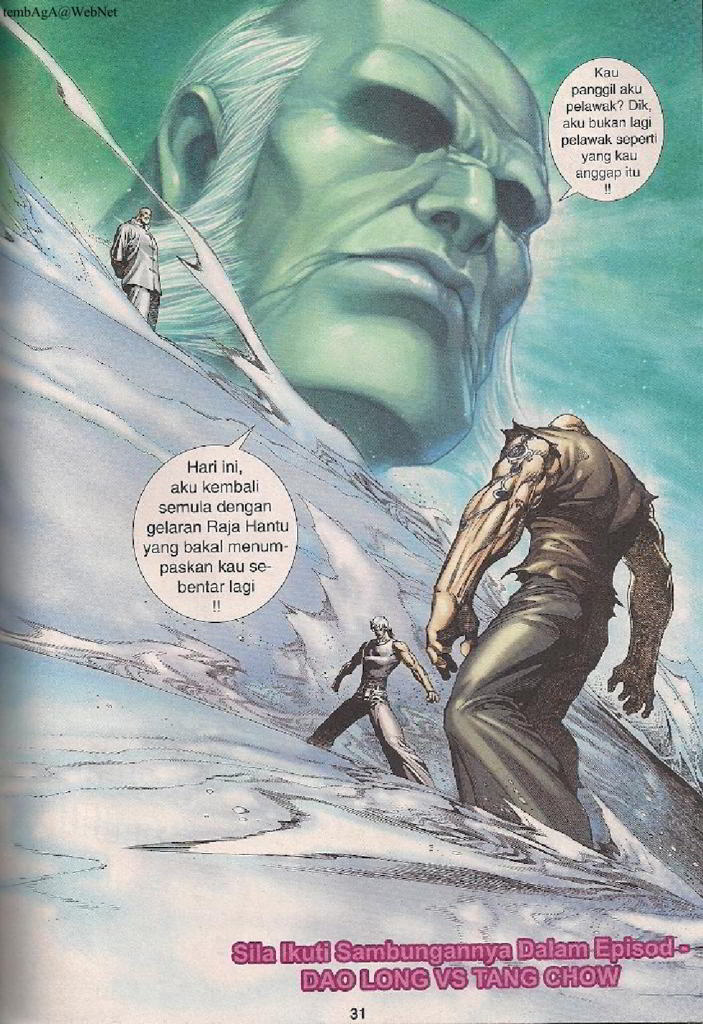 tembAgA@WebNet
Kau
panggil aku
pelawak? Dik,
aku bukan lagi
pelawak seperti
yang kau
anggap itu
!!
Hari ini,
aku kembali
semula dengan
gelaran Raja Hantu
yang bakal menum-
paskan kau se-
bentar lagi
!!
Sila Ikuti Sambungannya Dalam Episod -
DAO LONG VS TANG CHOW
31